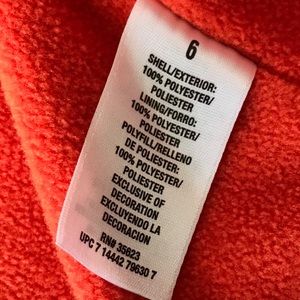 6
SHELL/EXTERIOR:
100% POLYESTER/
POLIESTER
LINING/FORRO:
100% POLYESTER/
POLIESTER
POLYFILL/RELLENO
DE POLIESTER:
100% POLYESTER/
POLIESTER
EXCLUSIVE OF
DECORATION
EXCLUYENDO LA
DECORACION
RN# 35623
UPC 7 14442 79630 7